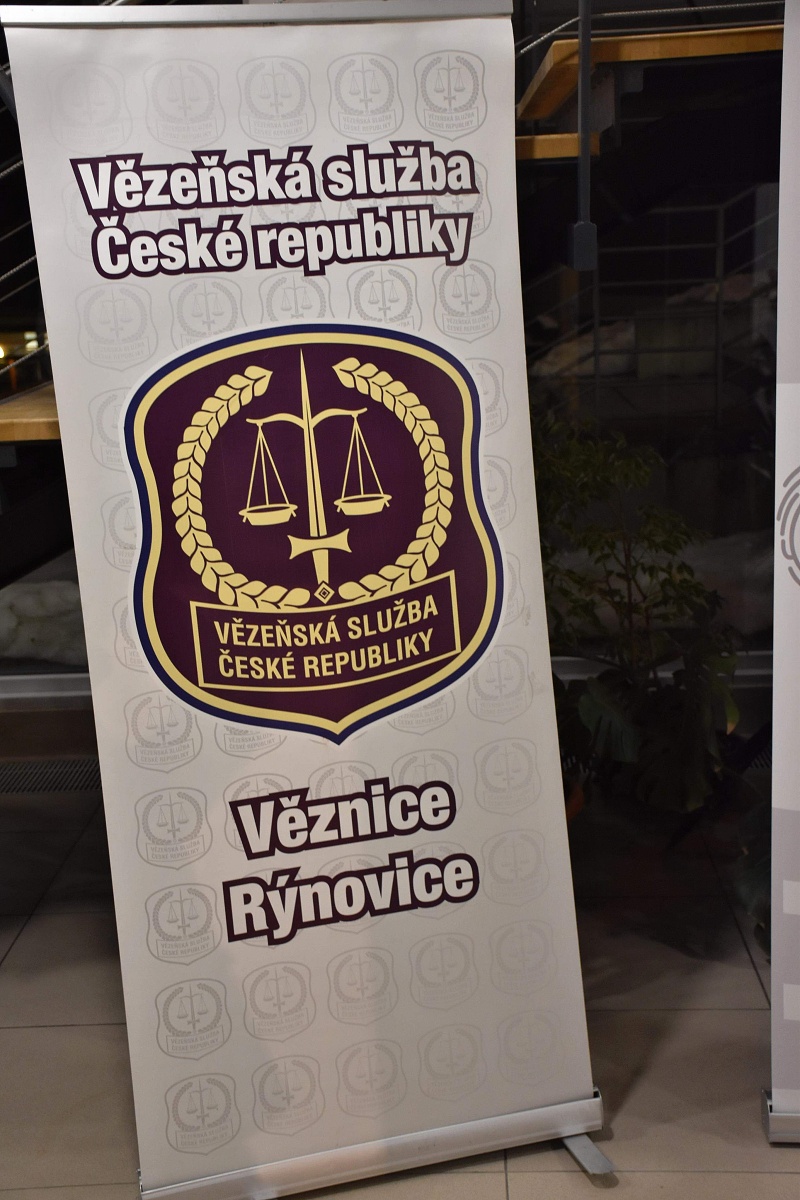 Vězeňská služba
České republiky
VĚZEŇSKÁ SLUŽBA
ČESKÉ REPUBLIKY
Věznice
Rýnovice